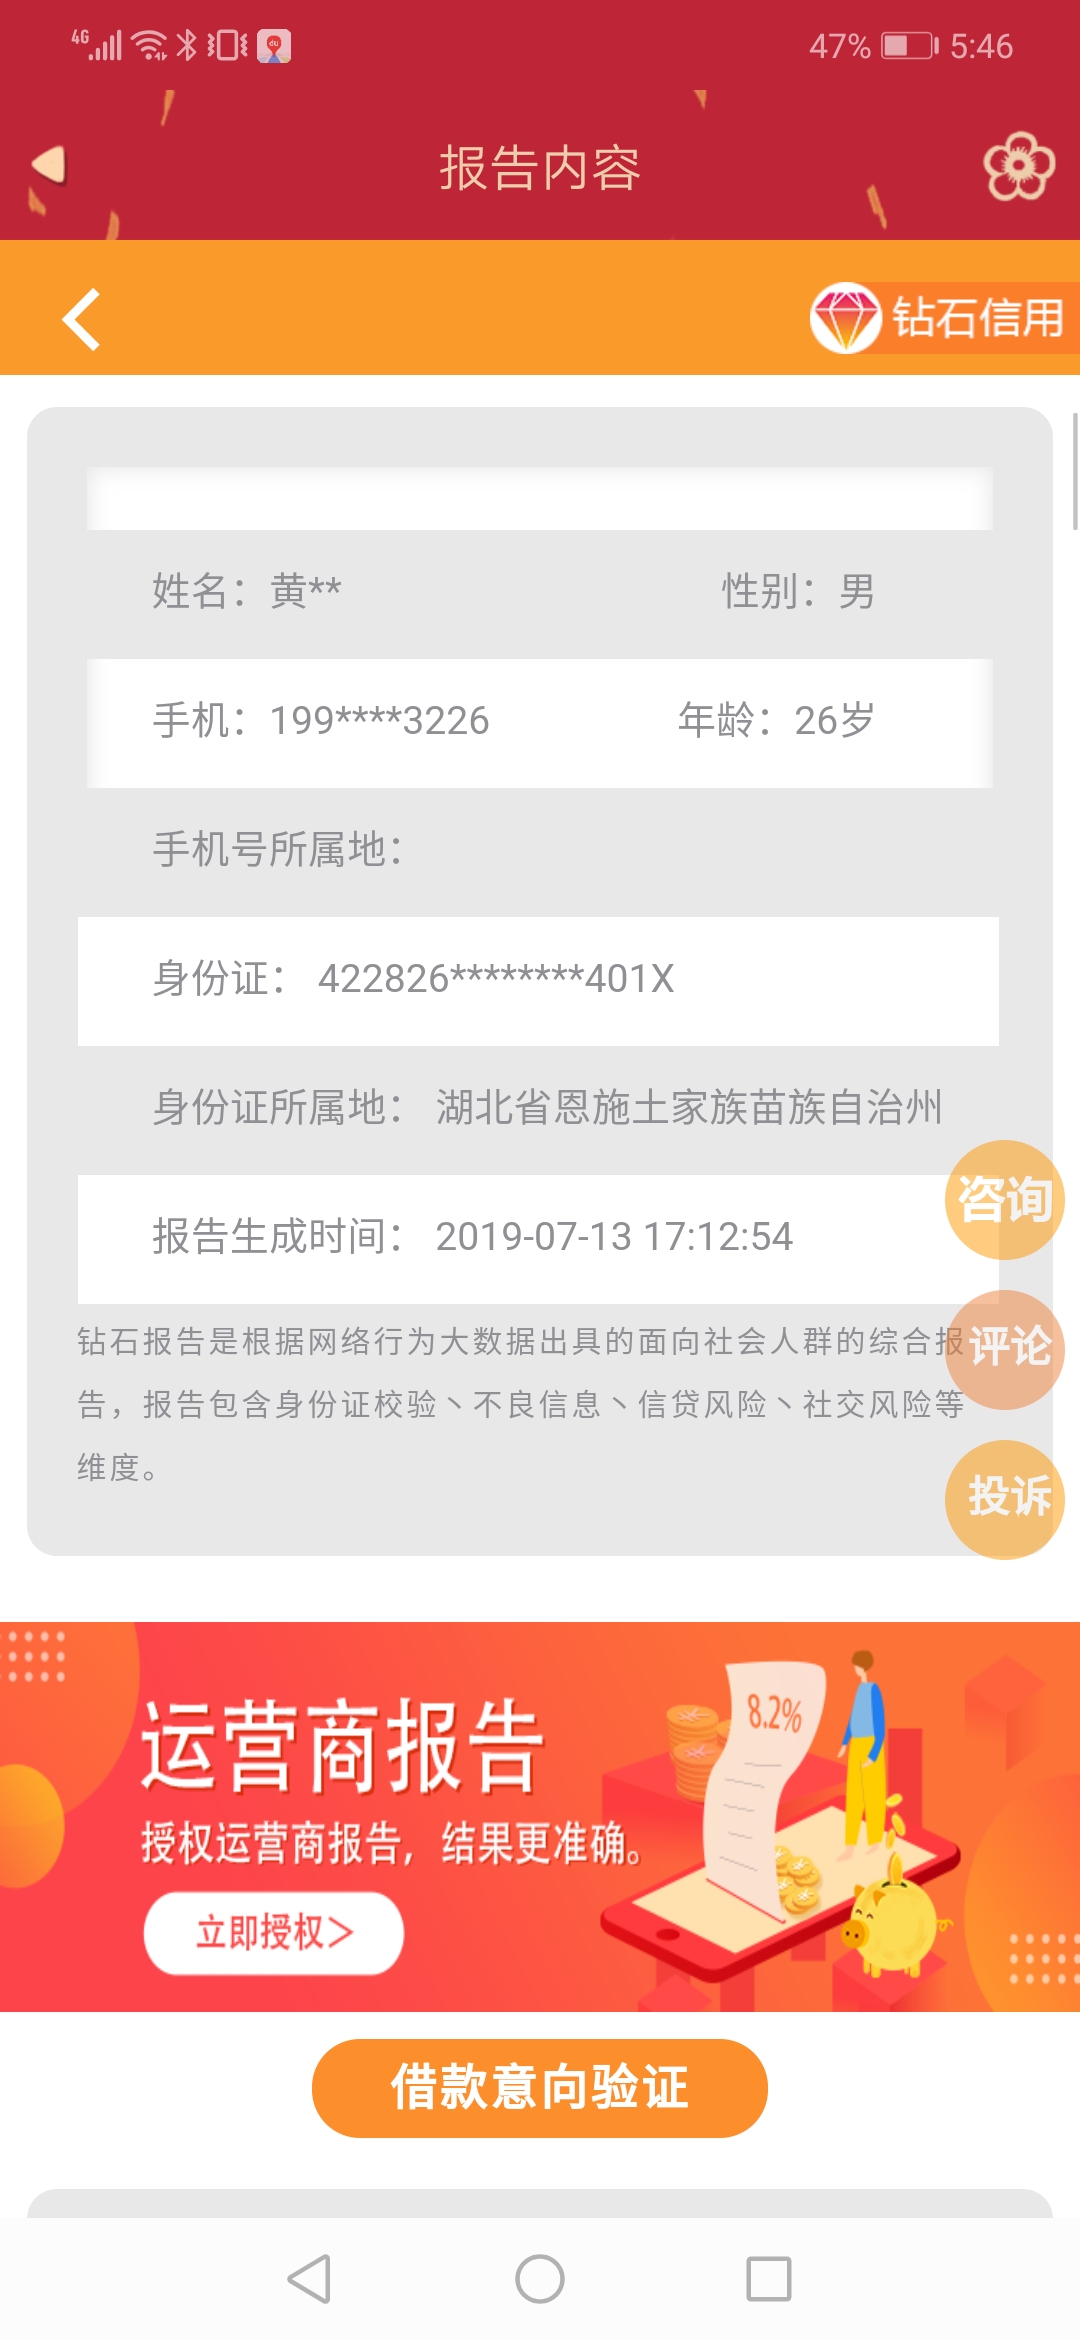 4G 47% 5:46
报告内容
钻石信用
姓名：黄** 性别：男
手机：199****3226 年龄：26岁
手机号所属地：
身份证： 422826********401X
身份证所属地： 湖北省恩施土家族苗族自治州
咨询
报告生成时间： 2019-07-13 17:12:54
钻石报告是根据网络行为大数据出具的面向社会人群的综合报
评论
告，报告包含身份证校验丶不良信息丶信贷风险丶社交风险等
维度。
投诉
8.2%
运营商报告
授权运营商报告，结果更准确。
立即授权＞
借款意向验证